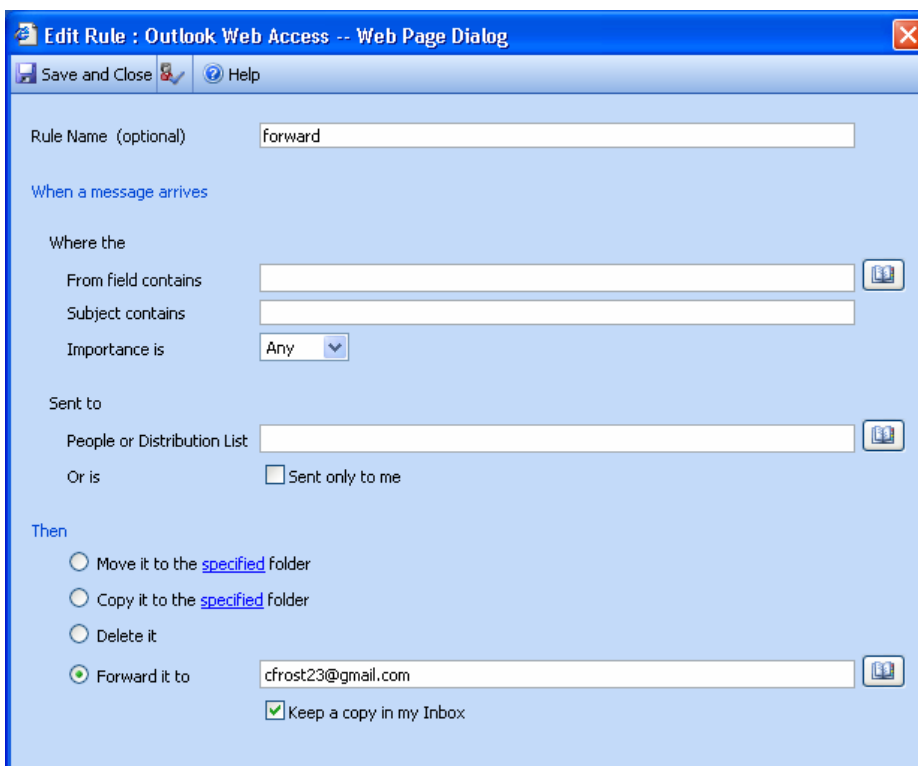 Edit Rule : Outlook Web Access -- Web Page Dialog
Save and Close Help
Rule Name (optional) forward
When a message arrives
Where the
From field contains
Subject contains
Importance is Any
Sent to
People or Distribution List
Or is Sent only to me
Then
Move it to the specified folder
Copy it to the specified folder
Delete it
Forward it to cfrost23@gmail.com
Keep a copy in my Inbox